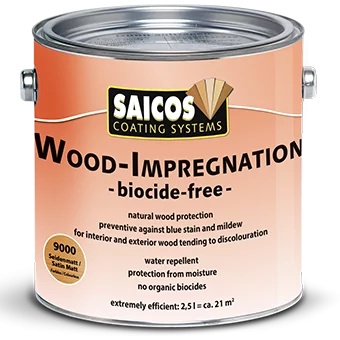 SAICOS
COATING SYSTEMS
WOOD-IMPREGNATION
- biocide-free -
natural wood protection
preventive against blue stain and mildew
for interior and exterior wood tending to discolouration
water repellent
protection from moisture
no organic biocides
extremely efficient: 2,5 l = ca. 21 m²
9000
Seidenmatt /
Satin Matt